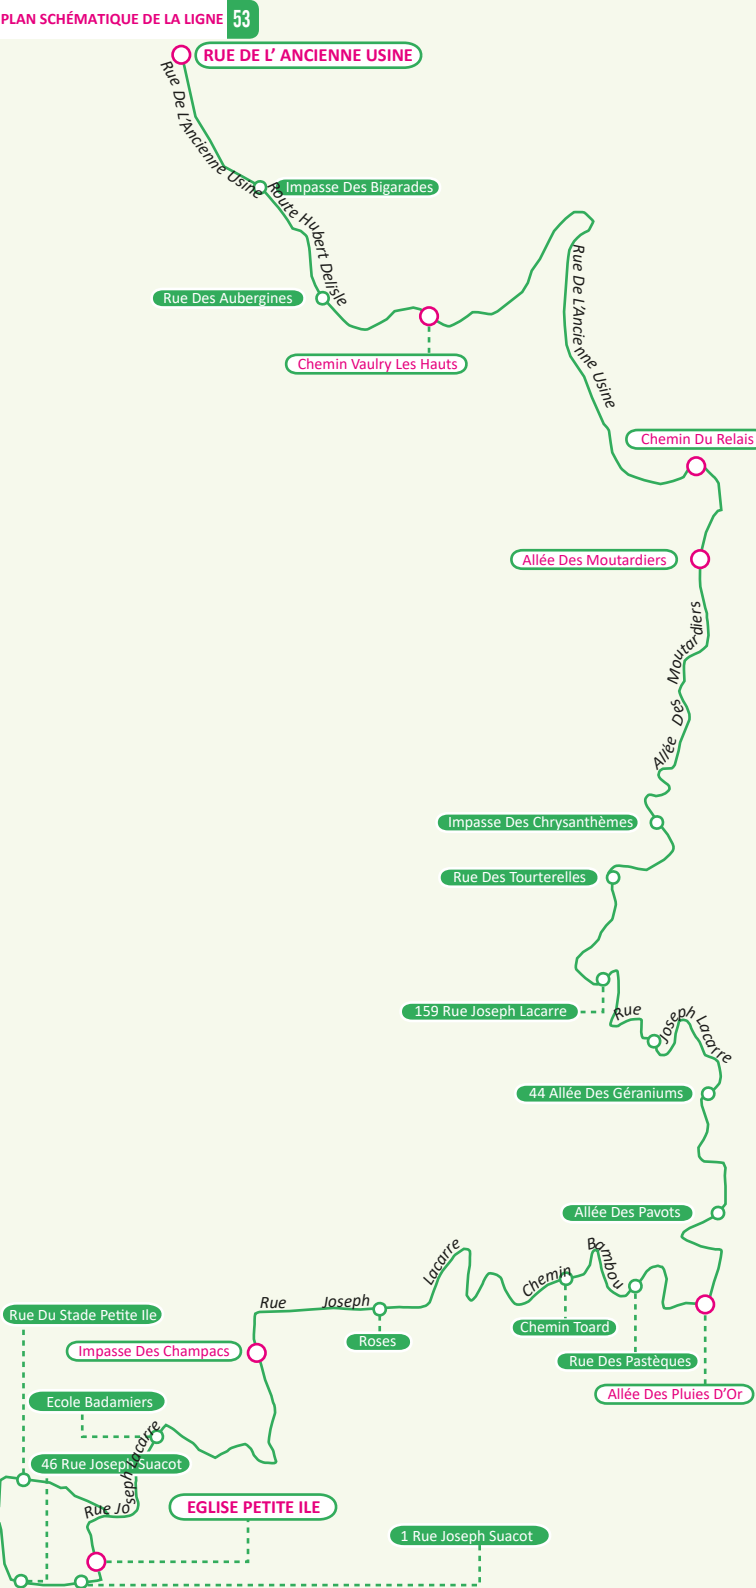 PLAN SCHÉMATIQUE DE LA LIGNE 53
RUE DE L' ANCIENNE USINE
Rue De L'Ancienne Usine
Impasse Des Bigarades
Route Hubert Delisle
Rue Des Aubergines
Chemin Vaulry Les Hauts
Rue De L'Ancienne Usine
Chemin Du Relais
Allée Des Moutardiers
Allée Des Moutardiers
Impasse Des Chrysanthèmes
Rue Des Tourterelles
159 Rue Joseph Lacarre
Rue Joseph Lacarre
44 Allée Des Géraniums
Allée Des Pavots
Chemin Bambou
Rue Joseph Lacarre
Rue Du Stade Petite Ile
Roses
Chemin Toard
Impasse Des Champacs
Rue Des Pastèques
Allée Des Pluies D'Or
Ecole Badamiers
46 Rue Joseph Suacot
Rue Joseph Lacarre
EGLISE PETITE ILE
1 Rue Joseph Suacot